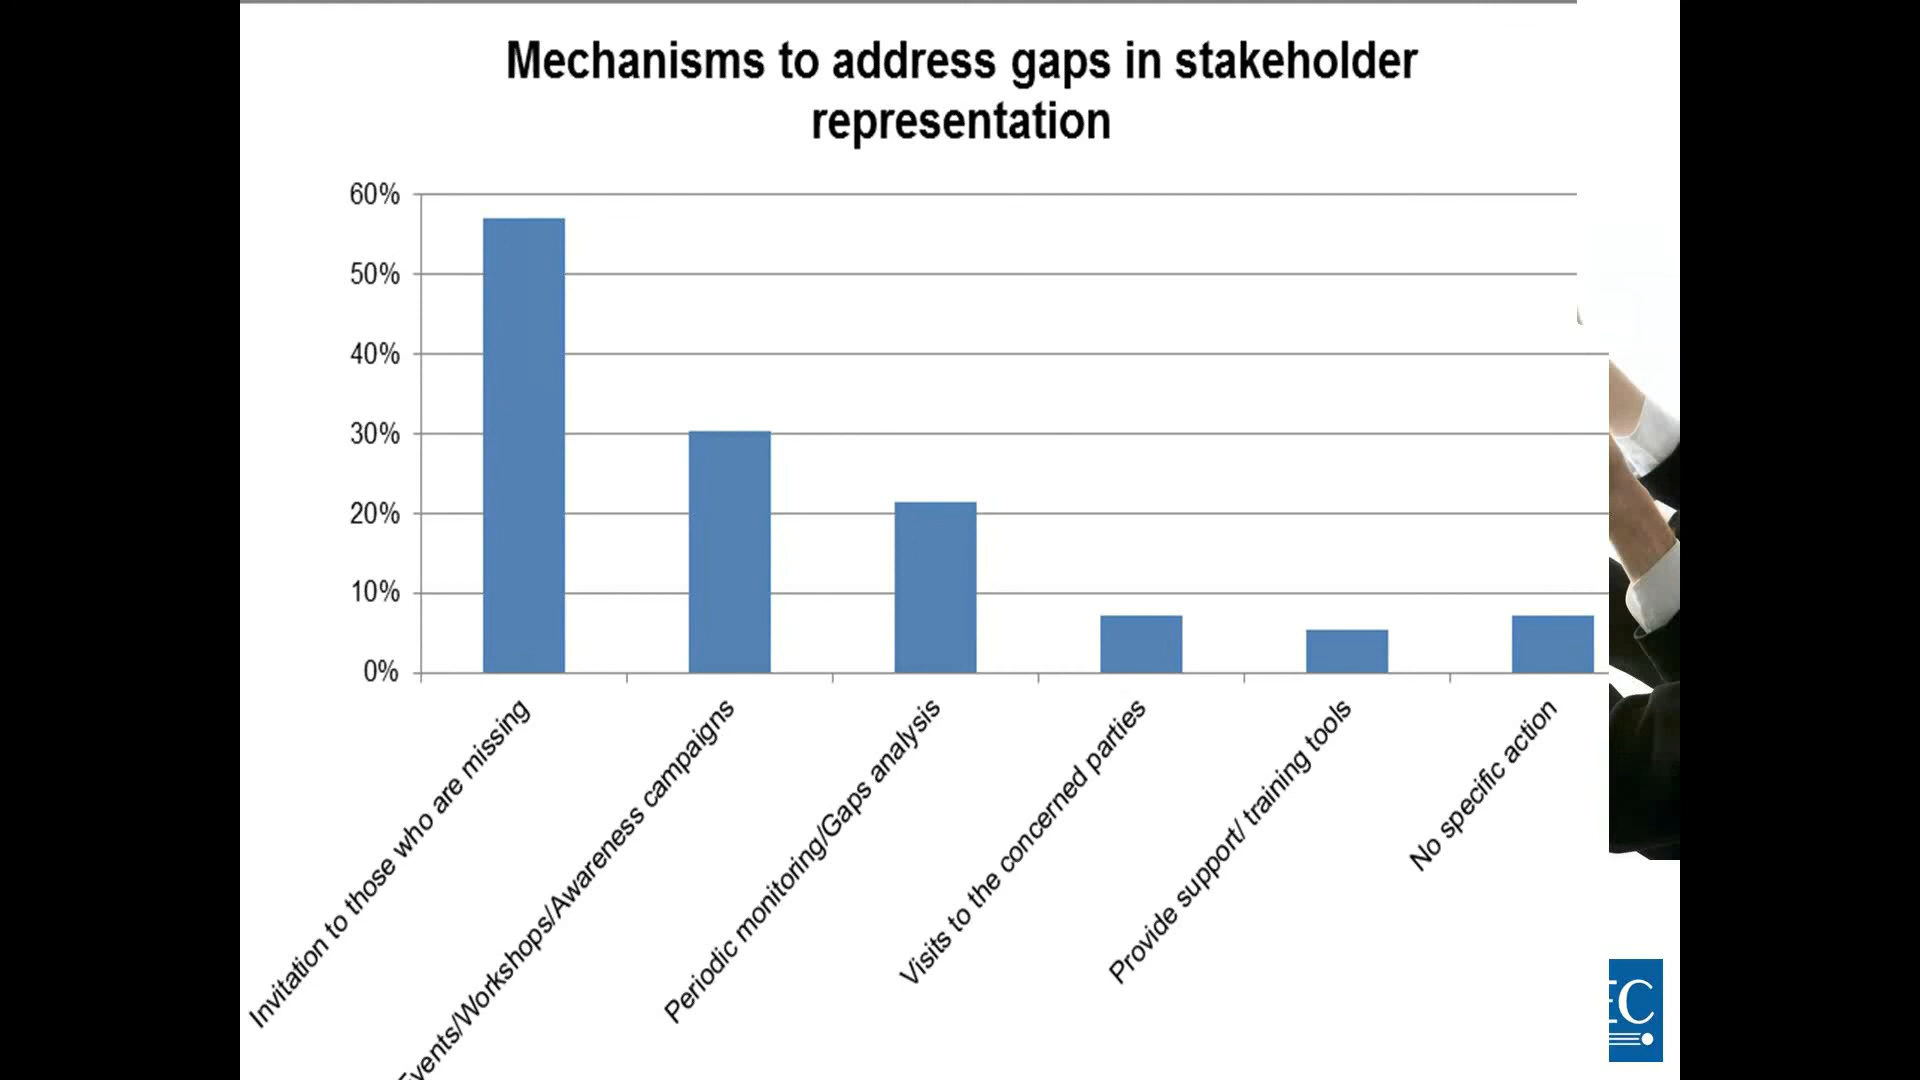 Mechanisms to address gaps in stakeholder
representation
60%
50%
40%
30%
20%
10%
0%
Invitation to those who are missing
Events/Workshops/Awareness campaigns
Periodic monitoring/Gaps analysis
Visits to the concerned parties
Provide support/ training tools
No specific action
EC